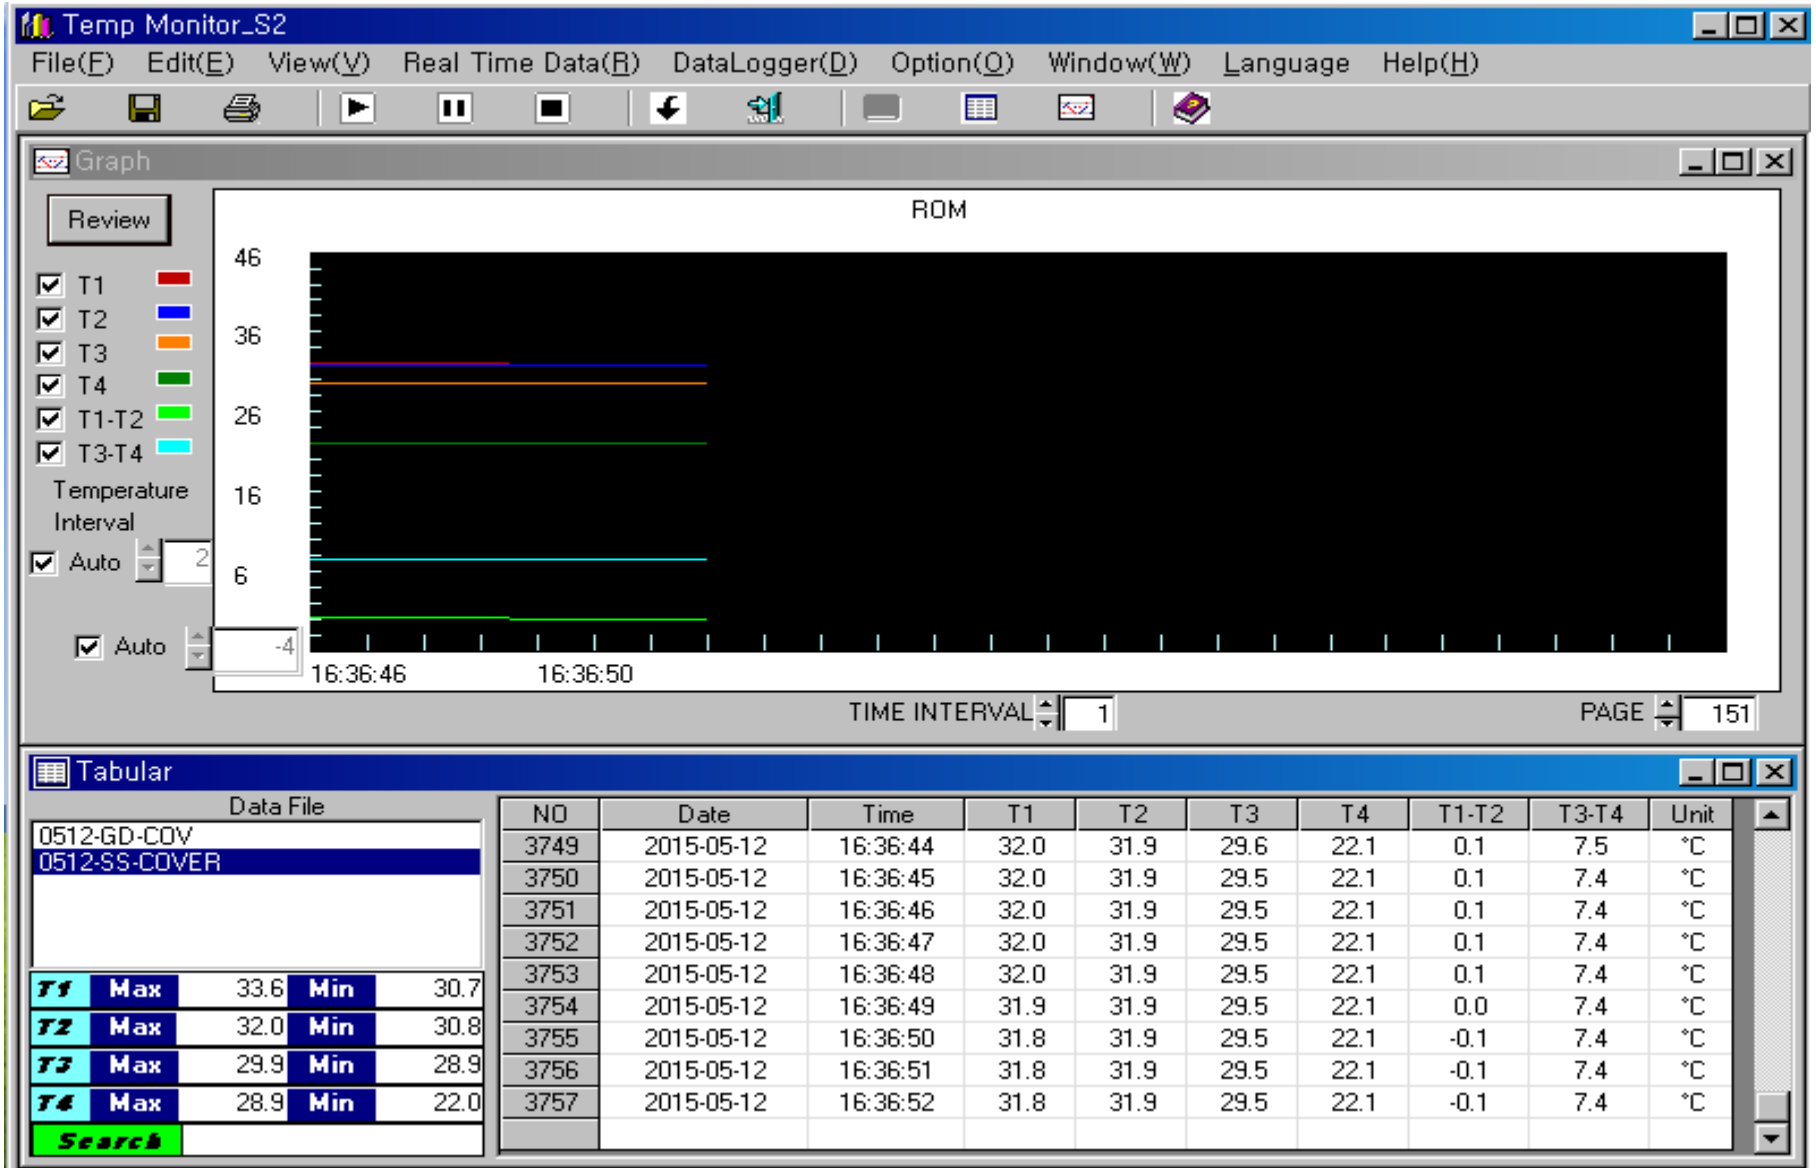 Temp Monitor_S2
File(F) Edit(E) View(V) Real Time Data(R) DataLogger(D) Option(O) Window(W) Language Help(H)
Graph
Review
ROM
T1
T2
T3
T4
T1-T2
T3-T4
Temperature
Interval
Auto 2
Auto -4
46
36
26
16
6
16:36:46 16:36:50
TIME INTERVAL 1 PAGE 151
Tabular
Data File
0512-GD-COV
0512-SS-COVER
T1 Max 33.6 Min 30.7
T2 Max 32.0 Min 30.8
T3 Max 29.9 Min 28.9
T4 Max 28.9 Min 22.0
Search
NO Date Time T1 T2 T3 T4 T1-T2 T3-T4 Unit
3749 2015-05-12 16:36:44 32.0 31.9 29.6 22.1 0.1 7.5 °C
3750 2015-05-12 16:36:45 32.0 31.9 29.5 22.1 0.1 7.4 °C
3751 2015-05-12 16:36:46 32.0 31.9 29.5 22.1 0.1 7.4 °C
3752 2015-05-12 16:36:47 32.0 31.9 29.5 22.1 0.1 7.4 °C
3753 2015-05-12 16:36:48 32.0 31.9 29.5 22.1 0.1 7.4 °C
3754 2015-05-12 16:36:49 31.9 31.9 29.5 22.1 0.0 7.4 °C
3755 2015-05-12 16:36:50 31.8 31.9 29.5 22.1 -0.1 7.4 °C
3756 2015-05-12 16:36:51 31.8 31.9 29.5 22.1 -0.1 7.4 °C
3757 2015-05-12 16:36:52 31.8 31.9 29.5 22.1 -0.1 7.4 °C